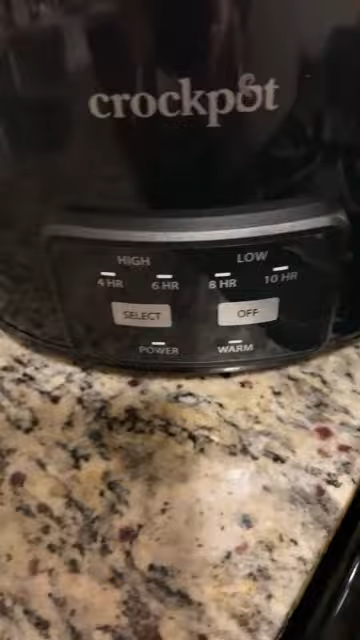 crockpot
HIGH LOW
4 HR 6 HR 8 HR 10 HR
SELECT OFF
POWER WARM